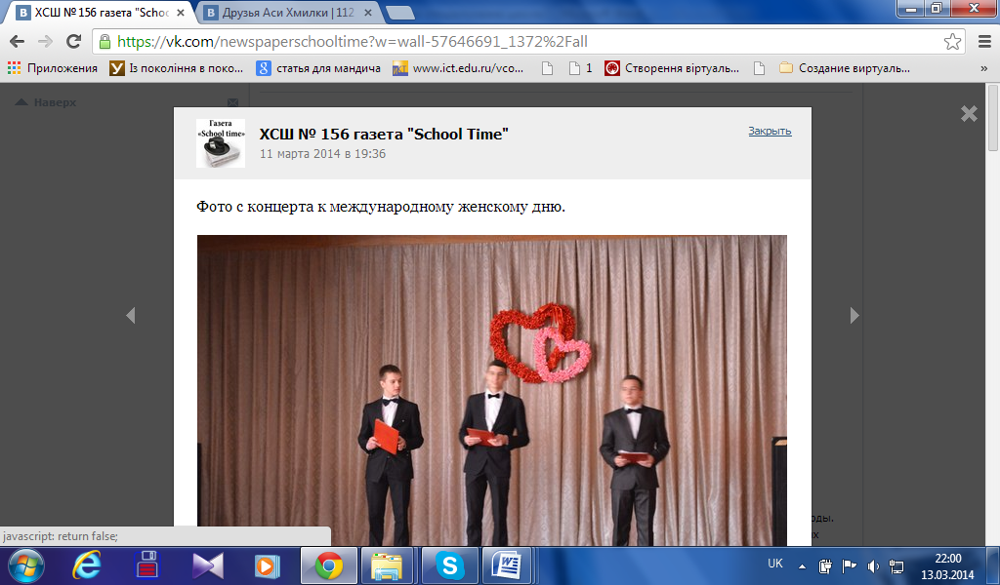 ХСШ № 156 газета "Schoo
Друзья Аси Хмилки | 112
https://vk.com/newspaperschooltime?w=wall-57646691_1372%2Fall
Приложения
Із покоління в поко...
статья для мандича
www.ict.edu.ru/vco...
1
Створення віртуаль...
Создание виртуаль...
»
Наверх
Газета
«School time»
ХСШ № 156 газета "School Time"
11 марта 2014 в 19:36
Закрыть
Фото с концерта к международному женскому дню.
оды.
их
javascript: return false;
UK
22:00
13.03.2014